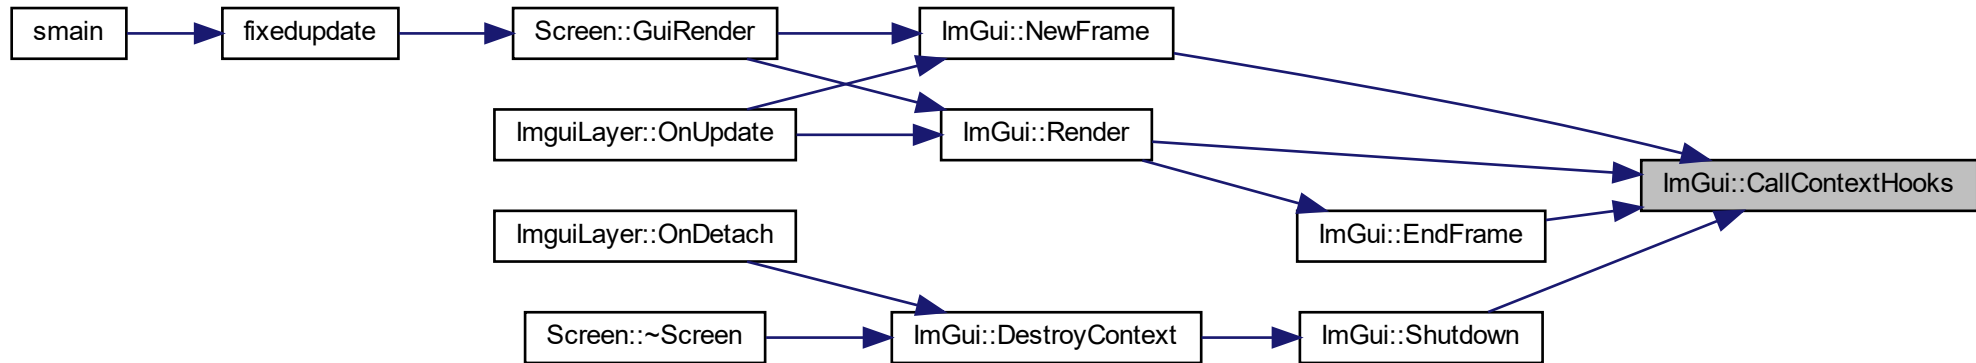 smain
fixedupdate
Screen::GuiRender
ImGui::NewFrame
ImguiLayer::OnUpdate
ImGui::Render
ImGui::CallContextHooks
ImguiLayer::OnDetach
ImGui::EndFrame
Screen::~Screen
ImGui::DestroyContext
ImGui::Shutdown